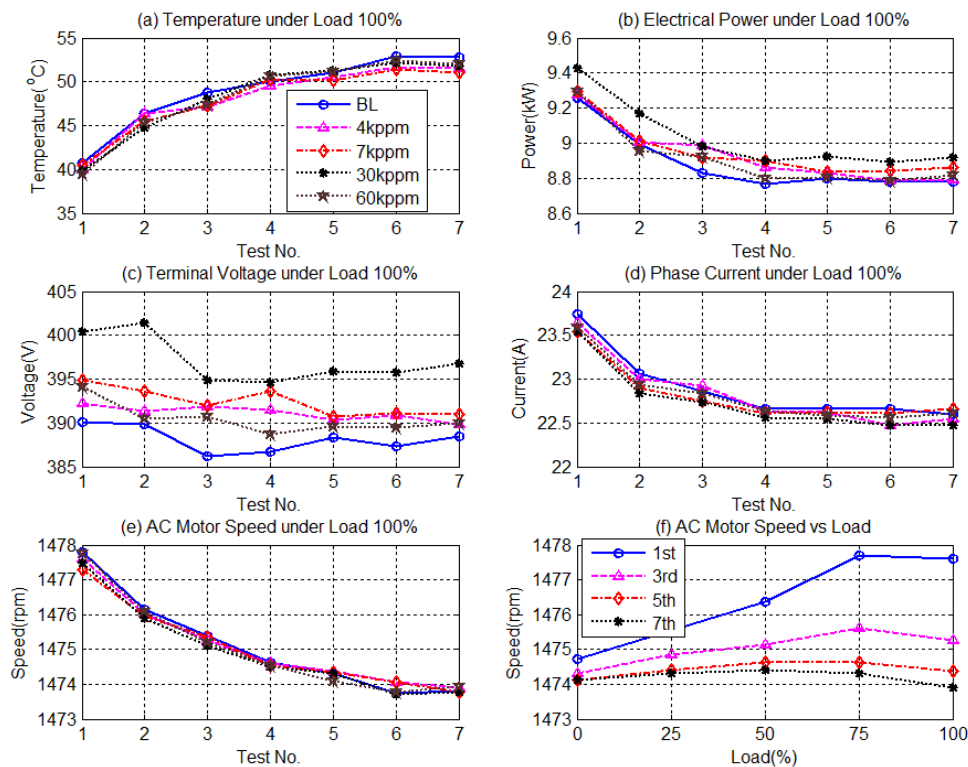 (a) Temperature under Load 100%
Temperature( °C)
55
50
45
40
35
BL
4kppm
7kppm
30kppm
60kppm
1 2 3 4 5 6 7
Test No.
(b) Electrical Power under Load 100%
Power(kW)
9.6
9.4
9.2
9
8.8
8.6
1 2 3 4 5 6 7
Test No.
(c) Terminal Voltage under Load 100%
Voltage(V)
405
400
395
390
385
1 2 3 4 5 6 7
Test No.
(d) Phase Current under Load 100%
Current(A)
24
23.5
23
22.5
22
1 2 3 4 5 6 7
Test No.
(e) AC Motor Speed under Load 100%
Speed(rpm)
1478
1477
1476
1475
1474
1473
1 2 3 4 5 6 7
Test No.
(f) AC Motor Speed vs Load
Speed(rpm)
1478
1477
1476
1475
1474
1473
1st
3rd
5th
7th
0 25 50 75 100
Load(%)